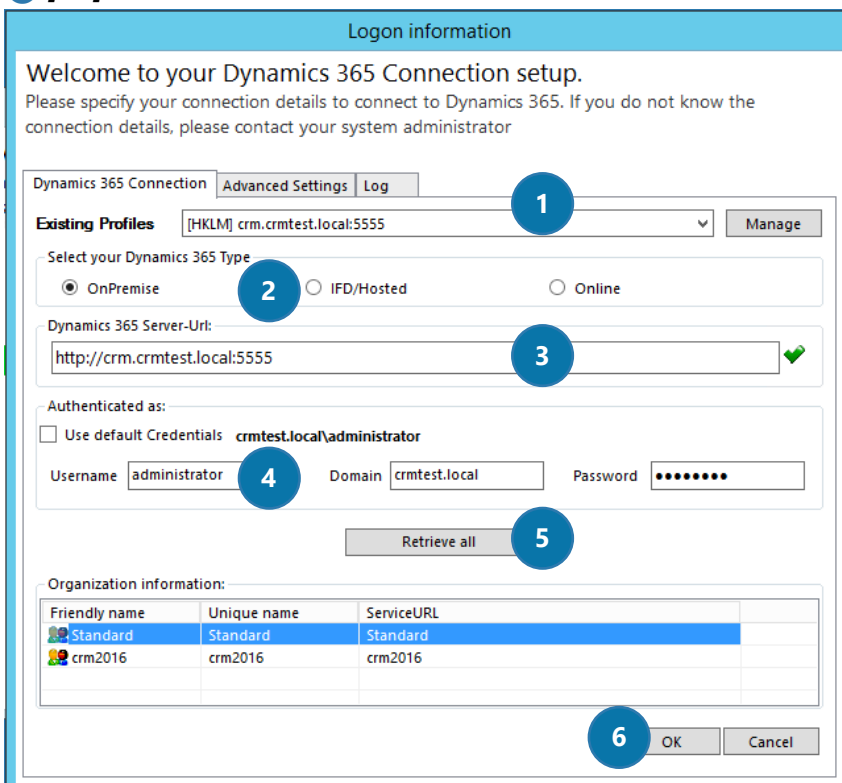 Logon information
Welcome to your Dynamics 365 Connection setup.
Please specify your connection details to connect to Dynamics 365. If you do not know the
connection details, please contact your system administrator
Dynamics 365 Connection Advanced Settings Log
1
Existing Profiles [HKLM] crm.crmtest.local:5555 Manage
Select your Dynamics 365 Type
OnPremise 2 IFD/Hosted Online
Dynamics 365 Server-Url:
http://crm.crmtest.local:5555 3
Authenticated as:
Use default Credentials crmtest.local\administrator
Username administrator 4 Domain crmtest.local Password ••••••••
Retrieve all 5
Organization information:
Friendly name Unique name ServiceURL
Standard Standard Standard
crm2016 crm2016 crm2016
6 OK Cancel